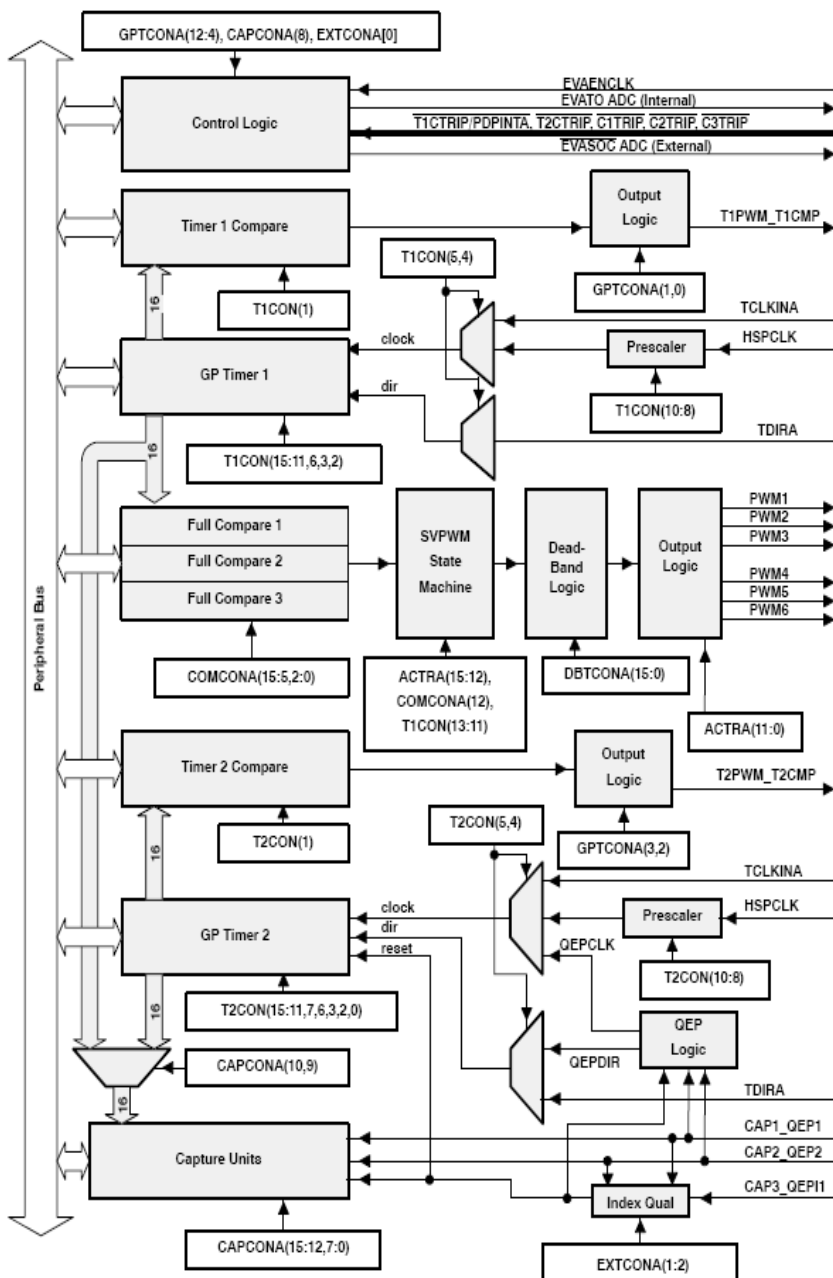 GPTCONA(12:4), CAPCONA(8), EXTCONA[0]
Control Logic
EVAENCLK
EVATO ADC (Internal)
T1CTRIP/PDPINTA, T2CTRIP, C1TRIP, C2TRIP, C3TRIP
EVASOC ADC (External)
Timer 1 Compare
Output
Logic
T1PWM_T1CMP
16
T1CON(1)
T1CON(5,4)
GPTCONA(1,0)
TCLKINA
GP Timer 1
clock
dir
Prescaler
HSPCLK
T1CON(10:8)
TDIRA
16
T1CON(15:11,6,3,2)
Full Compare 1
Full Compare 2
Full Compare 3
SVPWM
State
Machine
Dead-
Band
Logic
Output
Logic
PWM1
PWM2
PWM3
PWM4
PWM5
PWM6
Peripheral Bus
COMCONA(15:5,2:0)
ACTRA(15:12),
COMCONA(12),
T1CON(13:11)
DBTCONA(15:0)
ACTRA(11:0)
Timer 2 Compare
Output
Logic
T2PWM_T2CMP
16
T2CON(1)
T2CON(5,4)
GPTCONA(3,2)
TCLKINA
GP Timer 2
clock
dir
reset
QEPCLK
Prescaler
HSPCLK
T2CON(10:8)
16
T2CON(15:11,7,6,3,2,0)
QEP
Logic
QEPDIR
CAPCONA(10,9)
TDIRA
16
Capture Units
CAP1_QEP1
CAP2_QEP2
CAP3_QEPI1
Index Qual
CAPCONA(15:12,7:0)
EXTCONA(1:2)